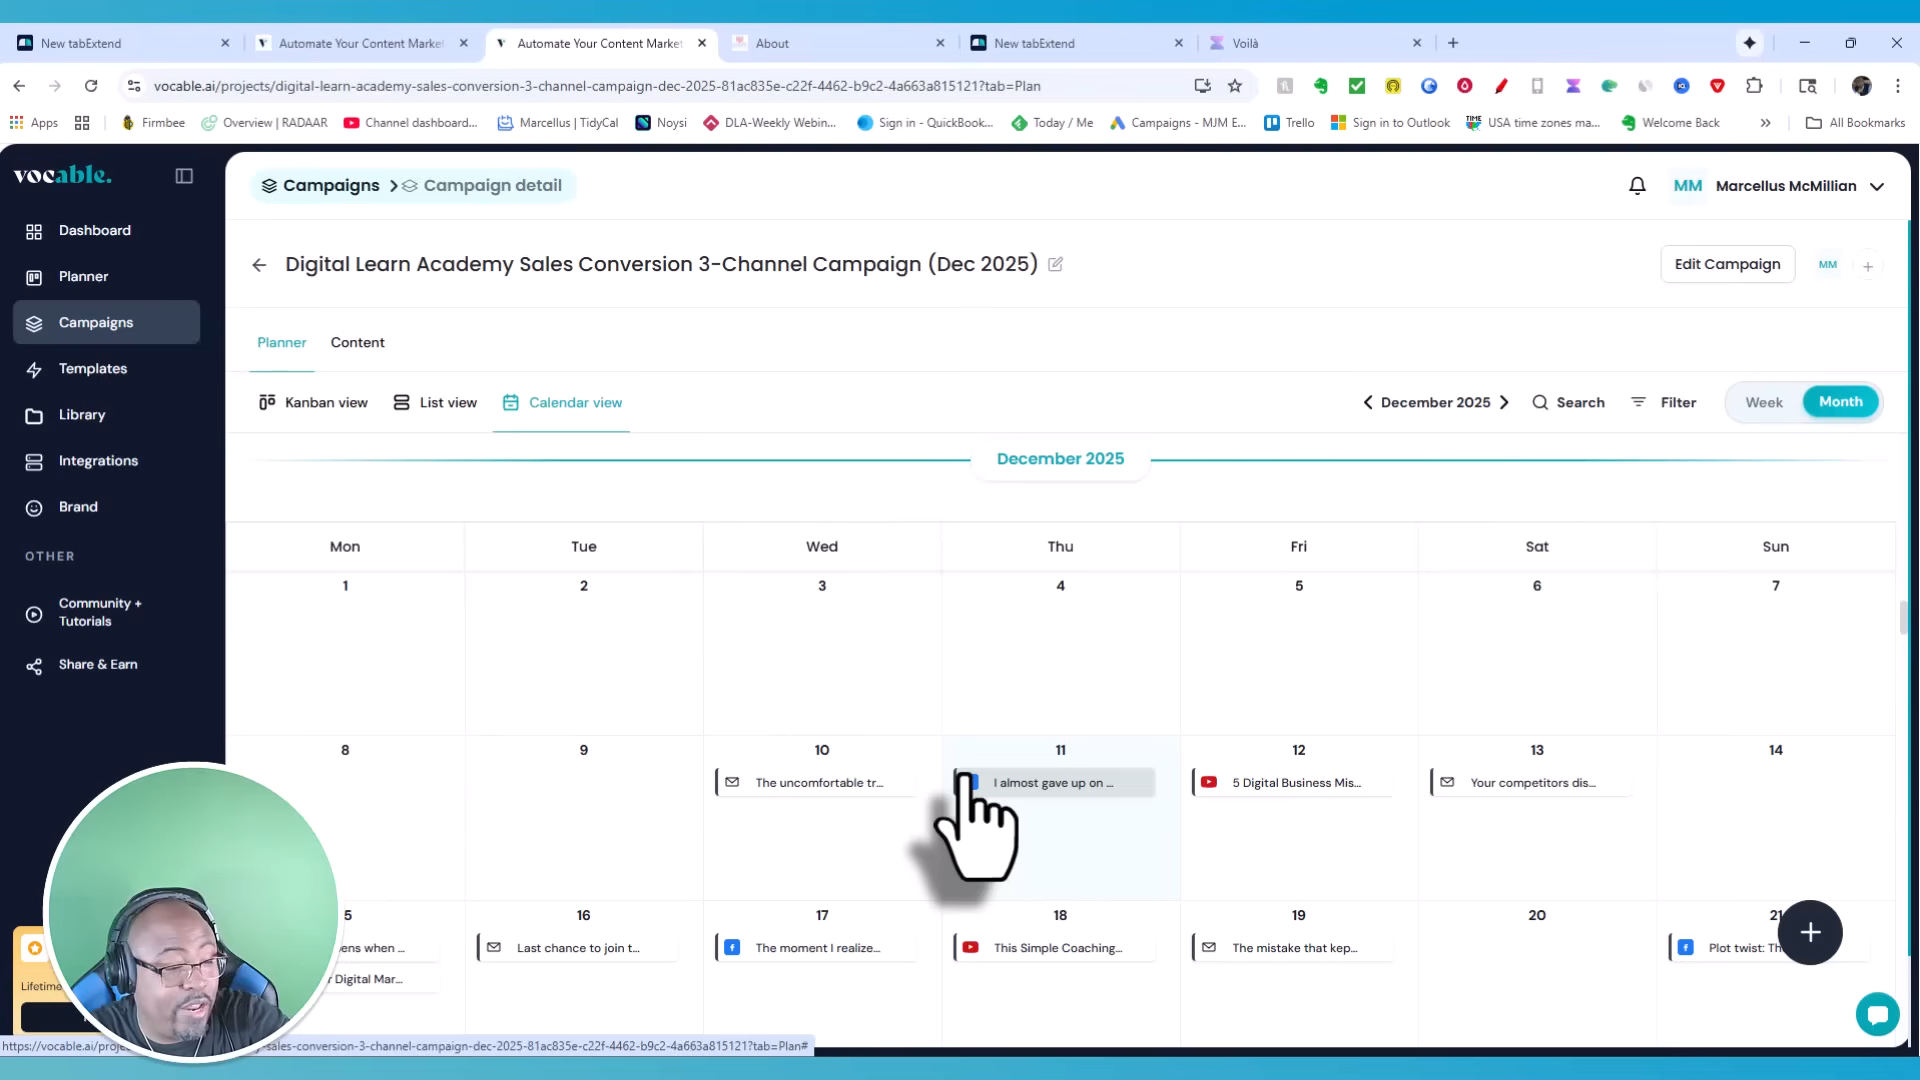 New tabExtend
Automate Your Content Marke
Automate Your Content Market
About
New tabExtend
Voilà
vocable.ai/projects/digital-learn-academy-sales-conversion-3-channel-campaign-dec-2025-81ac835e-c22f-4462-b9c2-4a663a815121?tab=Plan
Apps
Firmbee
Overview | RADAAR
Channel dashboard...
Marcellus | TidyCal
Noysi
DLA-Weekly Webin...
Sign in - QuickBook...
Today / Me
Campaigns - MJM E...
Trello
Sign in to Outlook
USA time zones ma...
Welcome Back
All Bookmarks
vocable.
Dashboard
Planner
Campaigns
Templates
Library
Integrations
Brand
OTHER
Community +
Tutorials
Share & Earn
Lifetime
Campaigns
Campaign detail
MM
Marcellus McMillian
Digital Learn Academy Sales Conversion 3-Channel Campaign (Dec 2025)
Edit Campaign
MM
Planner
Content
Kanban view
List view
Calendar view
December 2025
Search
Filter
Week
Month
December 2025
Mon
Tue
Wed
Thu
Fri
Sat
Sun
1
2
3
4
5
6
7
8
9
10
11
12
13
14
The uncomfortable tr...
I almost gave up on ...
5 Digital Business Mis...
Your competitors dis...
5
16
17
18
19
20
21
ens when ...
Last chance to join t...
The moment I realize...
This Simple Coaching...
The mistake that kep...
Plot twist: Th
r Digital Mar...
https://vocable.ai/proje
y-sales-conversion-3-channel-campaign-dec-2025-81ac835e-c22f-4462-b9c2-4a663a815121?tab=Plan#